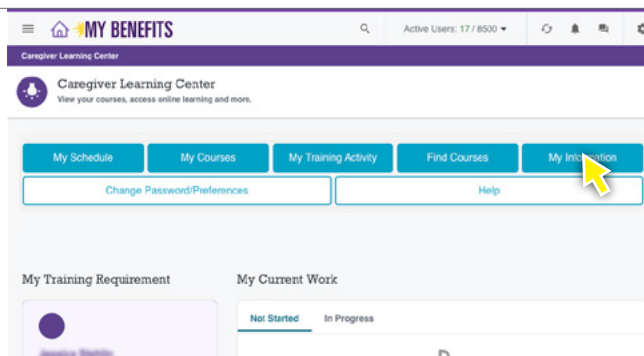 MY BENEFITS
Active Users: 17 / 8500
Caregiver Learning Center
Caregiver Learning Center
View your courses, access online learning and more.
My Schedule My Courses My Training Activity Find Courses My Information
Change Password/Preferences Help
My Training Requirement My Current Work
Not Started In Progress